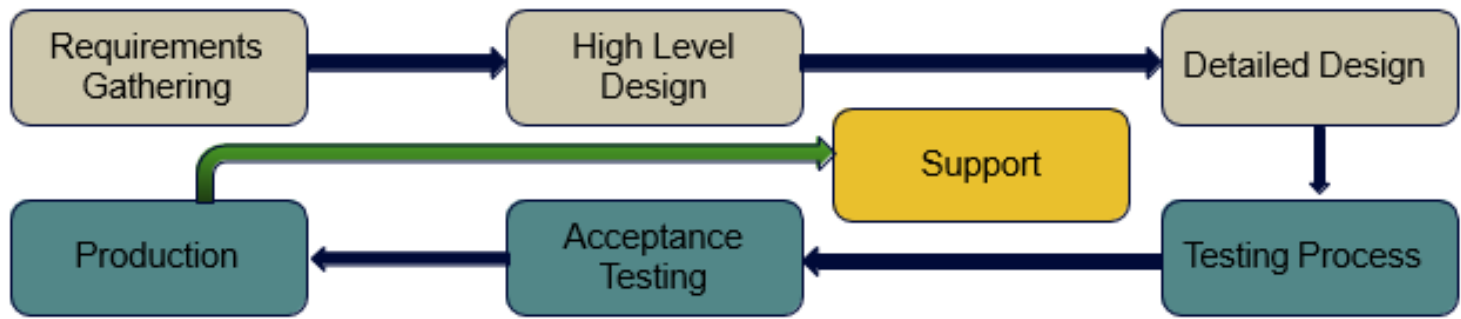 Requirements
Gathering
High Level
Design
Detailed Design
Support
Production
Acceptance
Testing
Testing Process